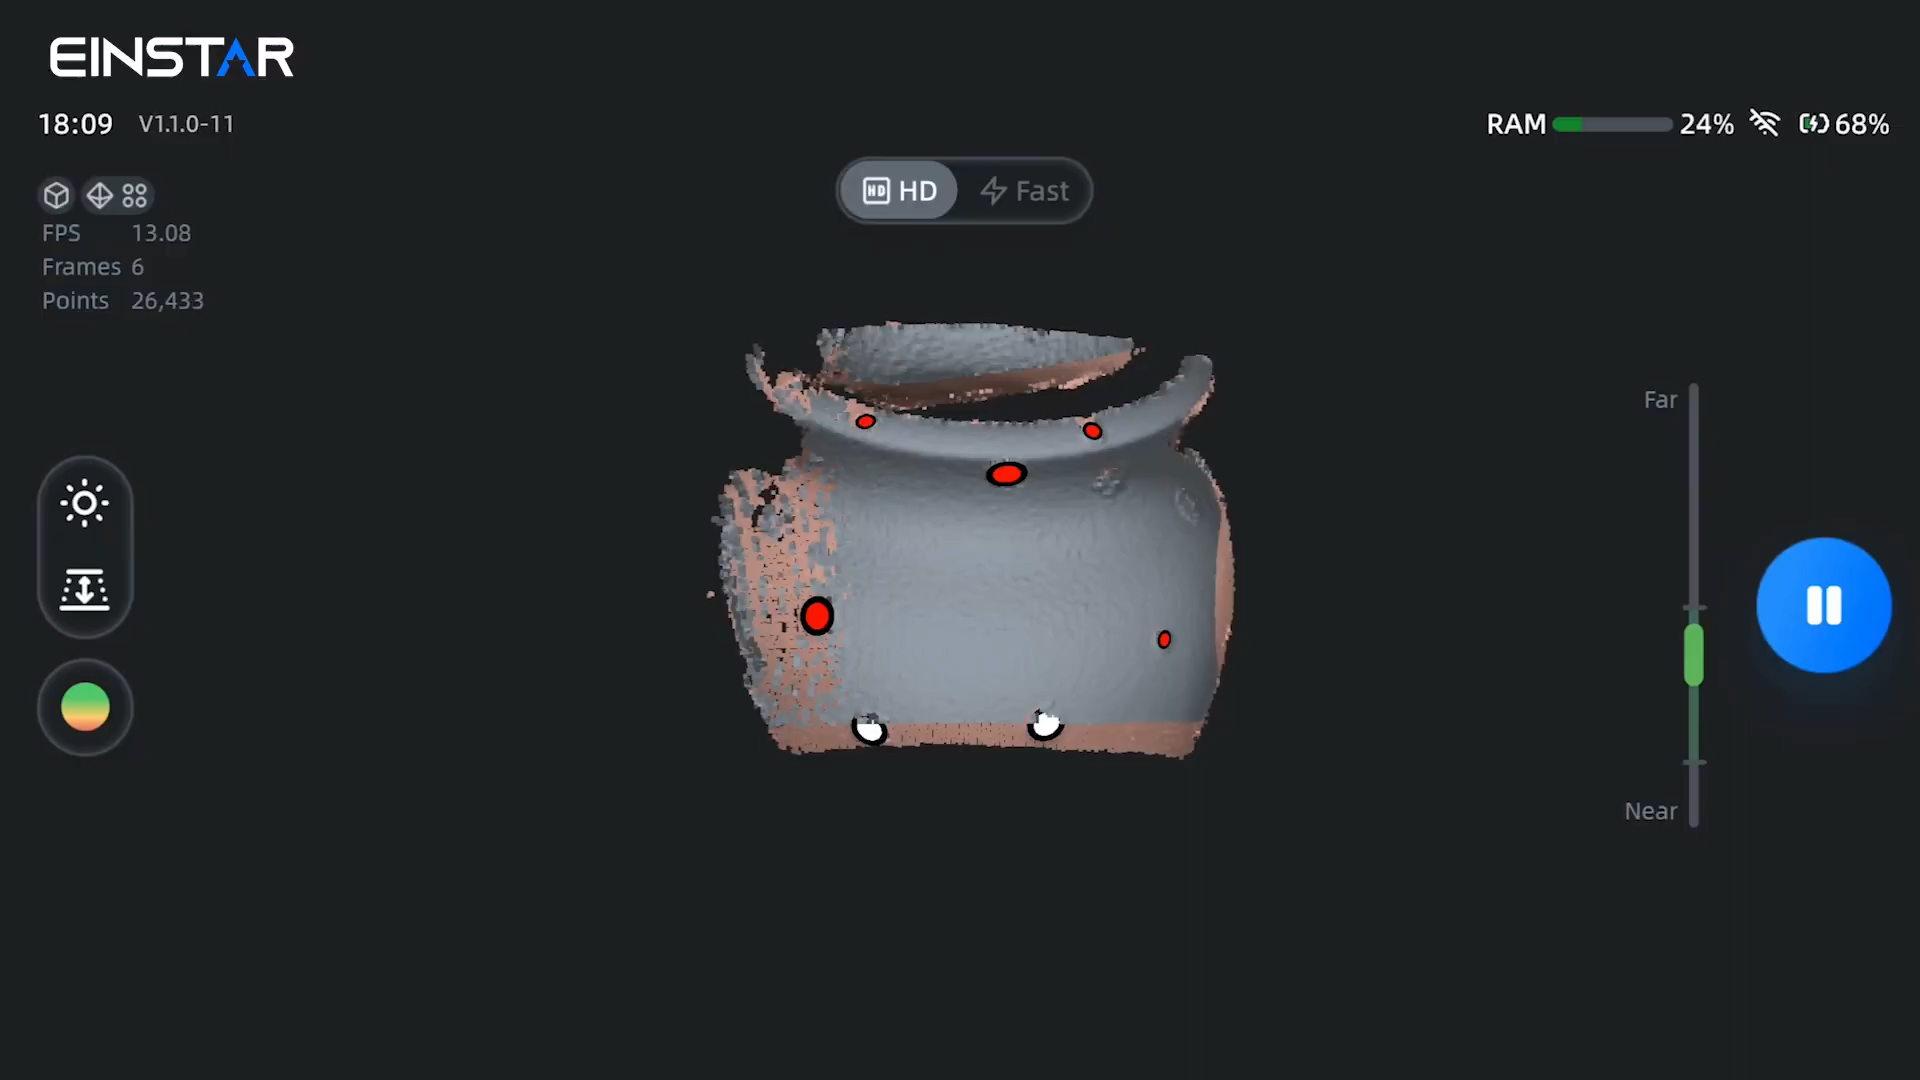 EINSTAR
18:09 V1.1.0-11
RAM 24% 68%
HD Fast
FPS 13.08
Frames 6
Points 26,433
Far
Near